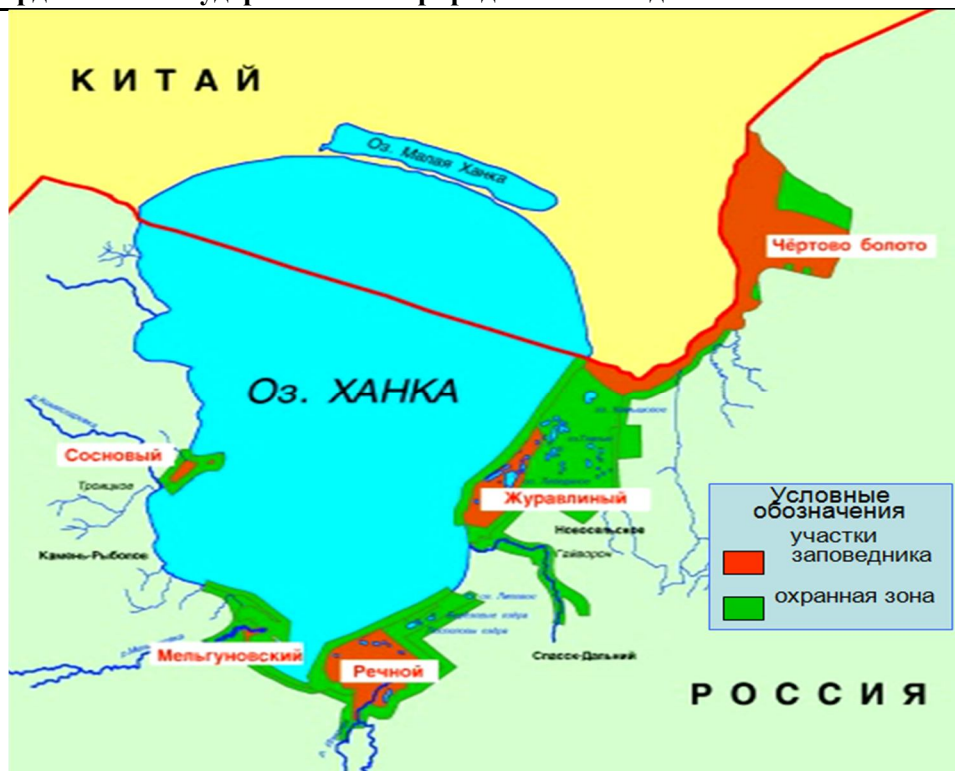 КИТАЙ
Оз. Малая Ханка
Чёртово болото
Оз. ХАНКА
Сосновый
Троицкое
Журавлиный
Новосельское
Гайворон
Камень-Рыболов
Мельгуновский
Речной
Спасск-Дальний
РОССИЯ
Условные
обозначения
участки
заповедника
охранная зона